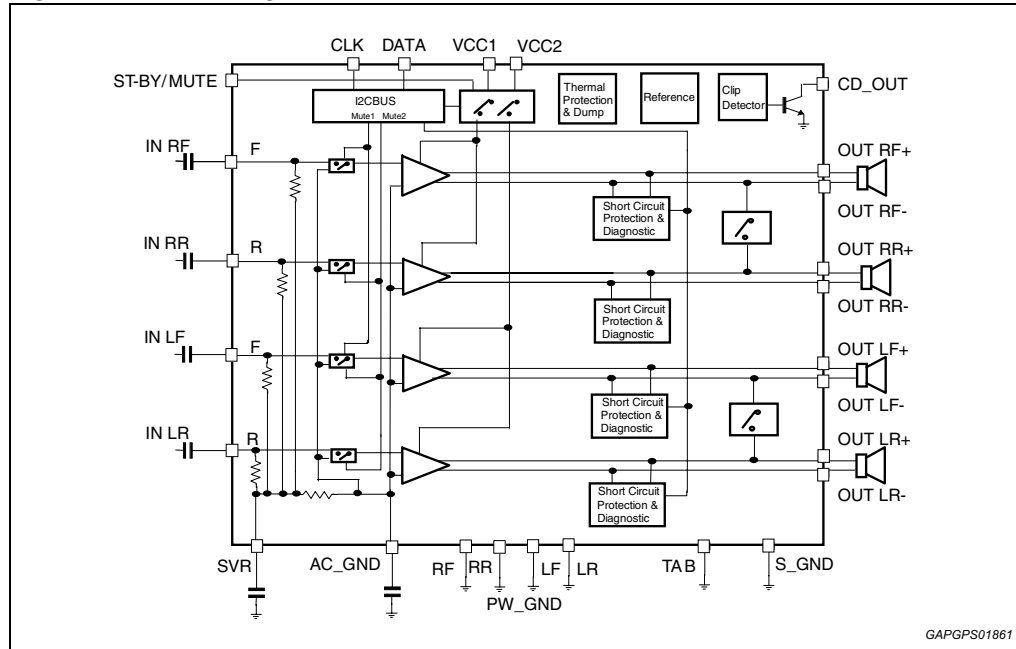 CLK DATA VCC1 VCC2
ST-BY/MUTE
I2CBUS
Mute1 Mute2
Thermal
Protection
& Dump
Reference
Clip
Detector
CD_OUT
IN RF
F
Short Circuit
Protection &
Diagnostic
OUT RF+
OUT RF-
IN RR
R
Short Circuit
Protection &
Diagnostic
OUT RR+
OUT RR-
IN LF
F
Short Circuit
Protection &
Diagnostic
OUT LF+
OUT LF-
IN LR
R
Short Circuit
Protection &
Diagnostic
OUT LR+
OUT LR-
SVR
AC_GND
RF
RR
LF
LR
PW_GND
TAB
S_GND
GAPGPS01861